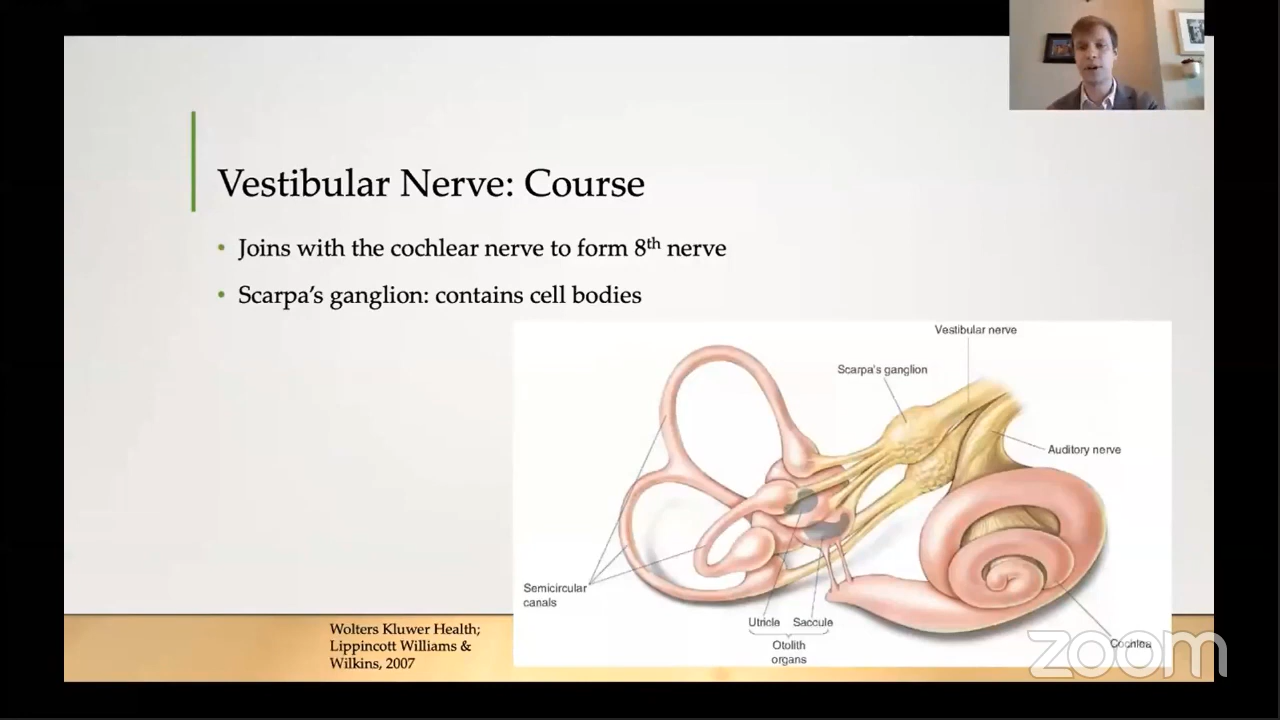 Vestibular Nerve: Course
• Joins with the cochlear nerve to form 8th nerve
• Scarpa's ganglion: contains cell bodies
Vestibular nerve
Scarpa's ganglion
Auditory nerve
Semicircular
canals
Utricle
Saccule
Otolith
organs
Cochlea
Wolters Kluwer Health;
Lippincott Williams &
Wilkins, 2007
zoom